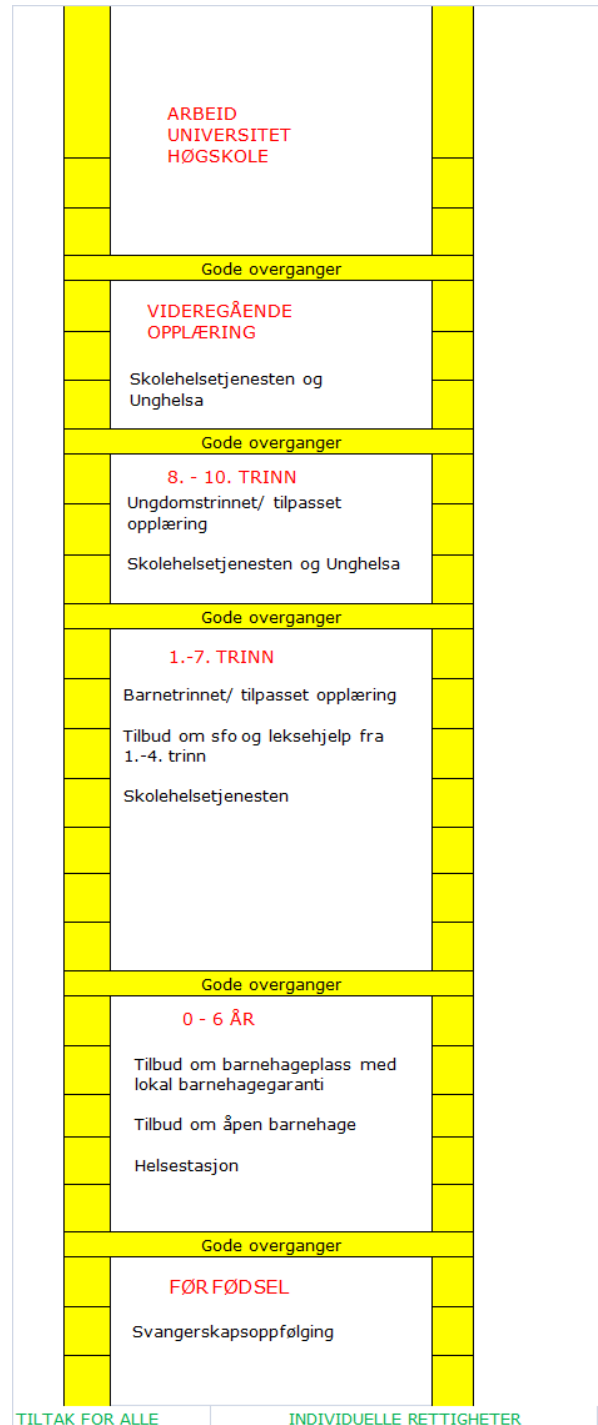 ARBEID
UNIVERSITET
HØGSKOLE
Gode overganger
VIDEREGÅENDE
OPPLÆRING
Skolehelsetjenesten og
Unghelsa
Gode overganger
8. - 10. TRINN
Ungdomstrinnet/ tilpasset
opplæring
Skolehelsetjenesten og Unghelsa
Gode overganger
1.-7. TRINN
Barnetrinnet/ tilpasset opplæring
Tilbud om sfo og leksehjelp fra
1.-4. trinn
Skolehelsetjenesten
Gode overganger
0 - 6 ÅR
Tilbud om barnehageplass med
lokal barnehagegaranti
Tilbud om åpen barnehage
Helsestasjon
Gode overganger
FØR FØDSEL
Svangerskapsoppfølging
TILTAK FOR ALLE
INDIVIDUELLE RETTIGHETER